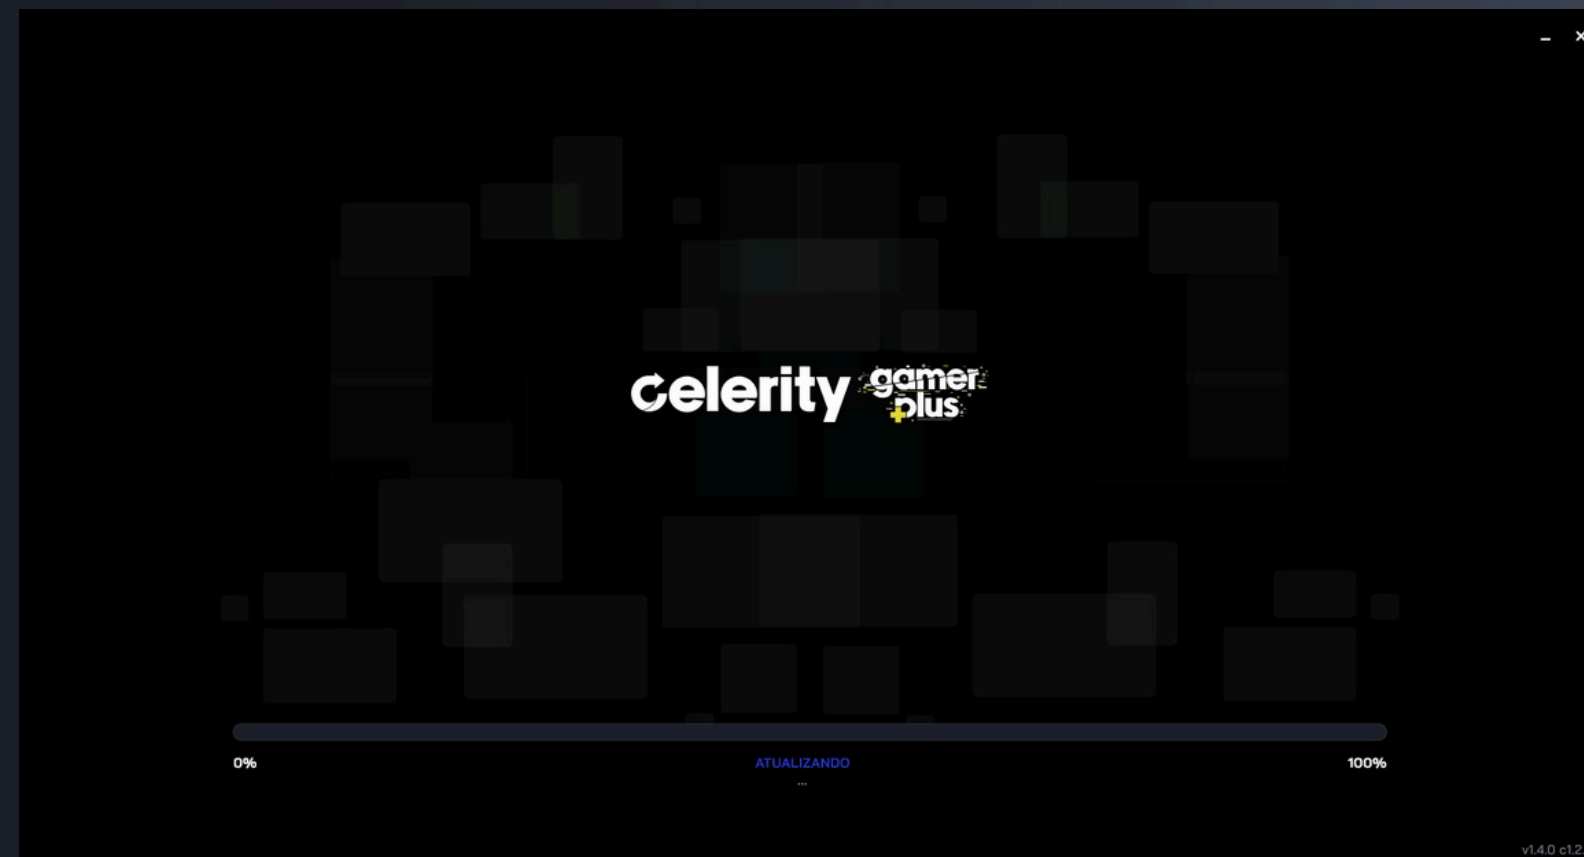 celerity gamer
plus
0% ATUALIZANDO 100%
...
v1.4.0 c1.2.